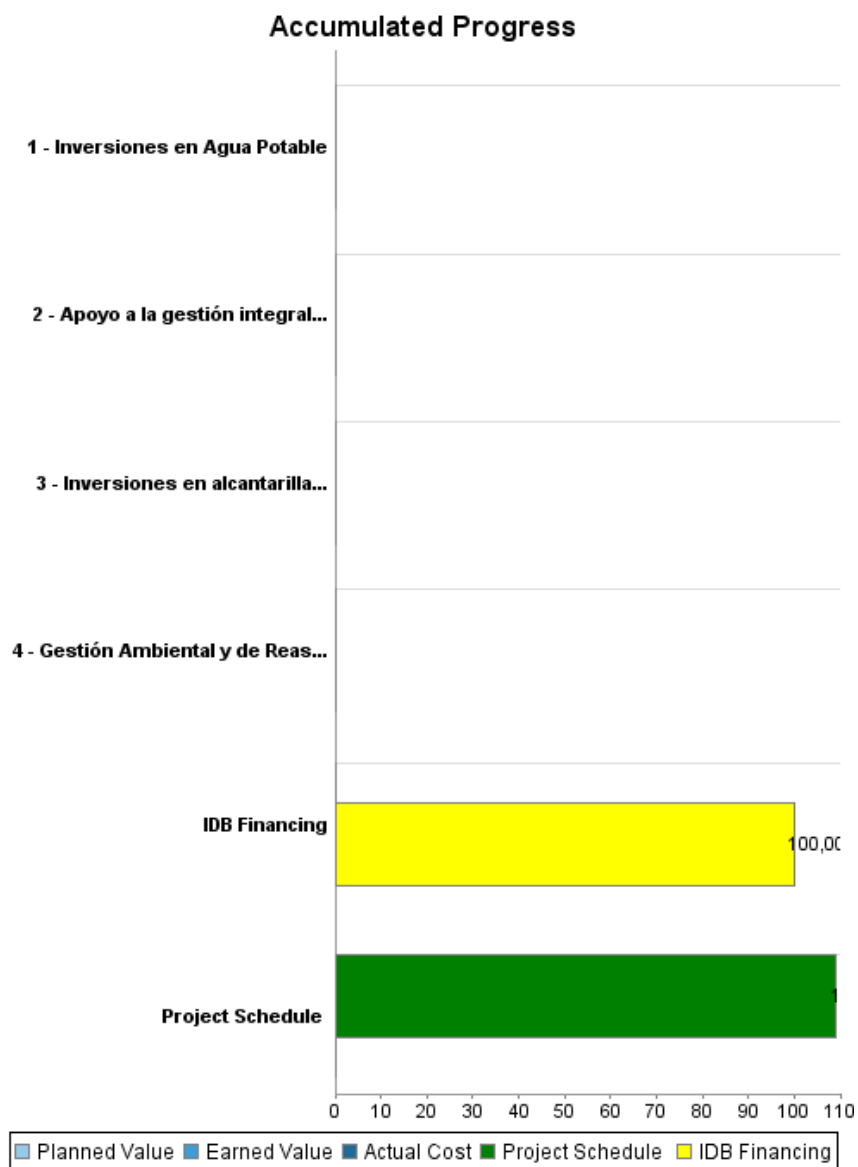 Accumulated Progress
1 - Inversiones en Agua Potable
2 - Apoyo a la gestión integral...
3 - Inversiones en alcantarilla...
4 - Gestión Ambiental y de Reas...
IDB Financing
100,00
Project Schedule
1
0 10 20 30 40 50 60 70 80 90 100 110
Planned Value Earned Value Actual Cost Project Schedule IDB Financing